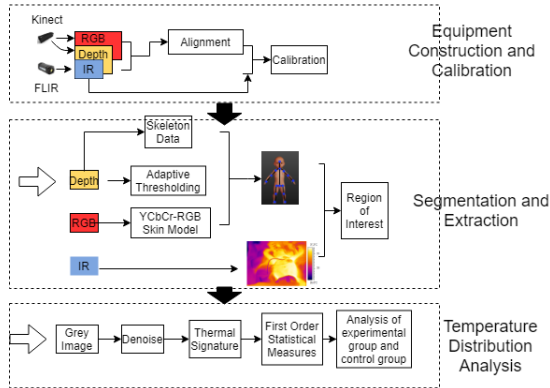 Kinect
RGB
Depth
IR
FLIR
Alignment
Calibration
Equipment
Construction and
Calibration
Skeleton
Data
Depth
Adaptive
Thresholding
RGB
YCbCr-RGB
Skin Model
IR
Region
of
Interest
Segmentation and
Extraction
Grey
Image
Denoise
Thermal
Signature
First Order
Statistical
Measures
Analysis of
experimental
group and
control group
Temperature
Distribution
Analysis